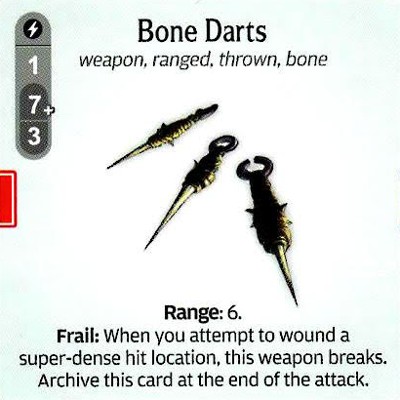 Bone Darts
weapon, ranged, thrown, bone
1
7+
3
Range: 6.
Frail: When you attempt to wound a
super-dense hit location, this weapon breaks.
Archive this card at the end of the attack.